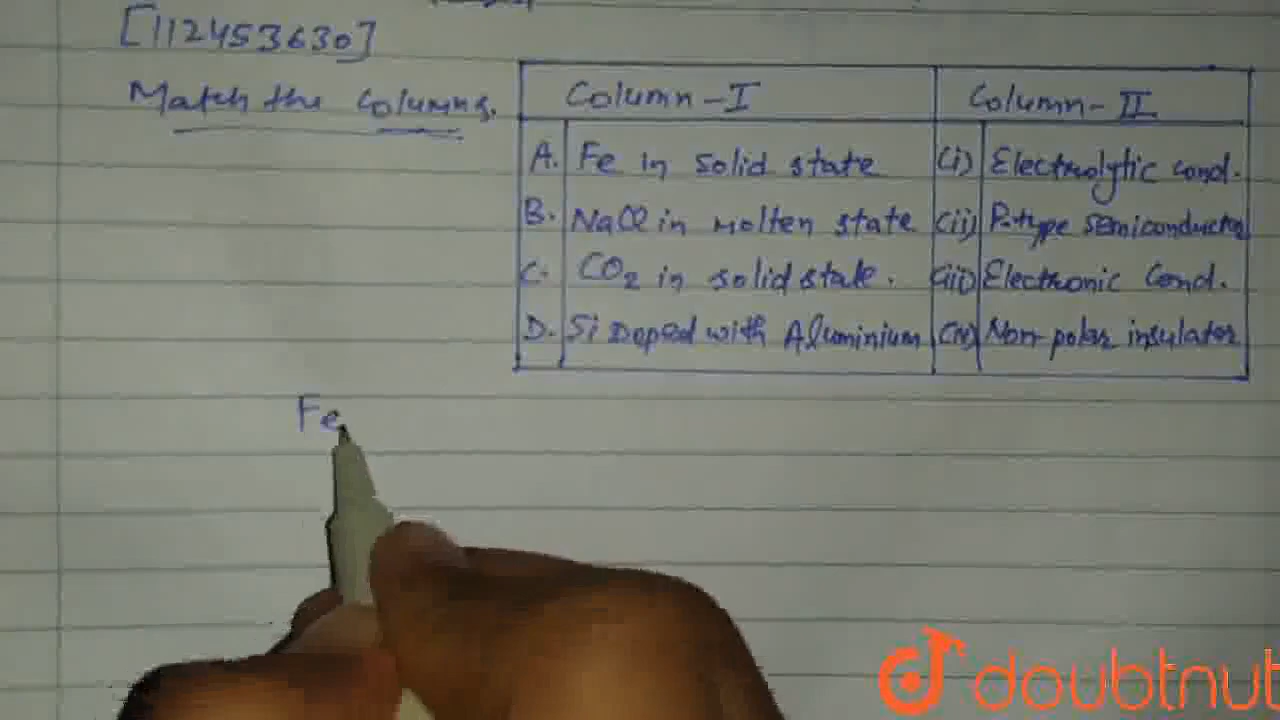 [112453630]
Match the Columns.
Column-I Column-II
A. Fe in solid state (i) Electrolytic cond.
B. NaCl in molten state (ii) P-type semiconductor
C. CO2 in solid state. (iii) Electronic Cond.
D. Si Doped with Aluminium (iv) Non-polar insulator
Fe
doubtnut